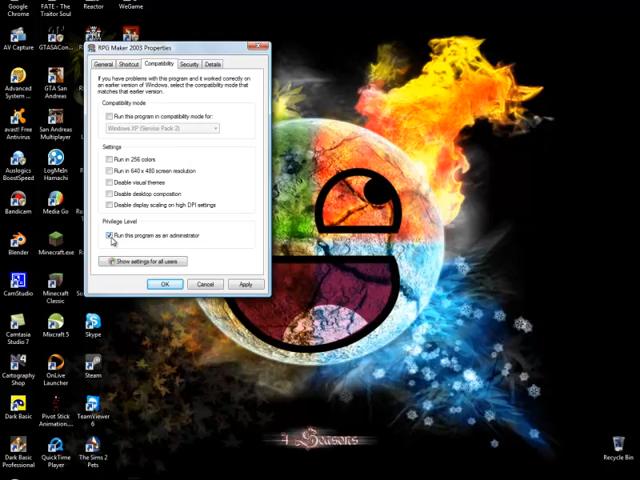 Google
Chrome
FATE - The
Traitor Soul
Reactor
WeGame
AV Capture
GTASACon...
Advanced
System ...
GTA San
Andreas
avast! Free
Antivirus
San Andreas
Multiplayer
Auslogics
BoostSpeed
LogMeIn
Hamachi
Bandicam
Media Go
Blender
Minecraft.exe
CamStudio
Minecraft
Classic
Camtasia
Studio 7
Mixcraft 5
Skype
Cartography
Shop
OnLive
Launcher
Steam
Dark Basic
Pivot Stick
Animation...
TeamViewer
6
Dark Basic
Professional
QuickTime
Player
The Sims 2
Pets
RPG Maker 2003 Properties
General
Shortcut
Compatibility
Security
Details
If you have problems with this program and it worked correctly on
an earlier version of Windows, select the compatibility mode that
matches that earlier version.
Compatibility mode
Run this program in compatibility mode for:
Windows XP (Service Pack 2)
Settings
Run in 256 colors
Run in 640 x 480 screen resolution
Disable visual themes
Disable desktop composition
Disable display scaling on high DPI settings
Privilege Level
Run this program as an administrator
Show settings for all users
OK
Cancel
Apply
4 Seasons
Recycle Bin